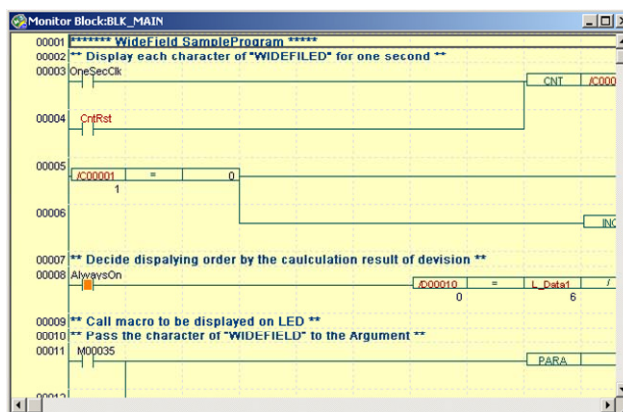 Monitor Block:BLK_MAIN
00001 ******* WideField SampleProgram *****
00002 ** Display each character of "WIDEFILED" for one second **
00003 OneSecClk CNT /C000
00004 CntRst
00005 /C00001 = 0
1
00006 INC
00007 ** Decide dispalying order by the caulculation result of devision **
00008 AlwaysOn /D00010 = L_Data1 /
0 6
00009 ** Call macro to be displayed on LED **
00010 ** Pass the character of "WIDEFIELD" to the Argument **
00011 M00035 PARA
00012